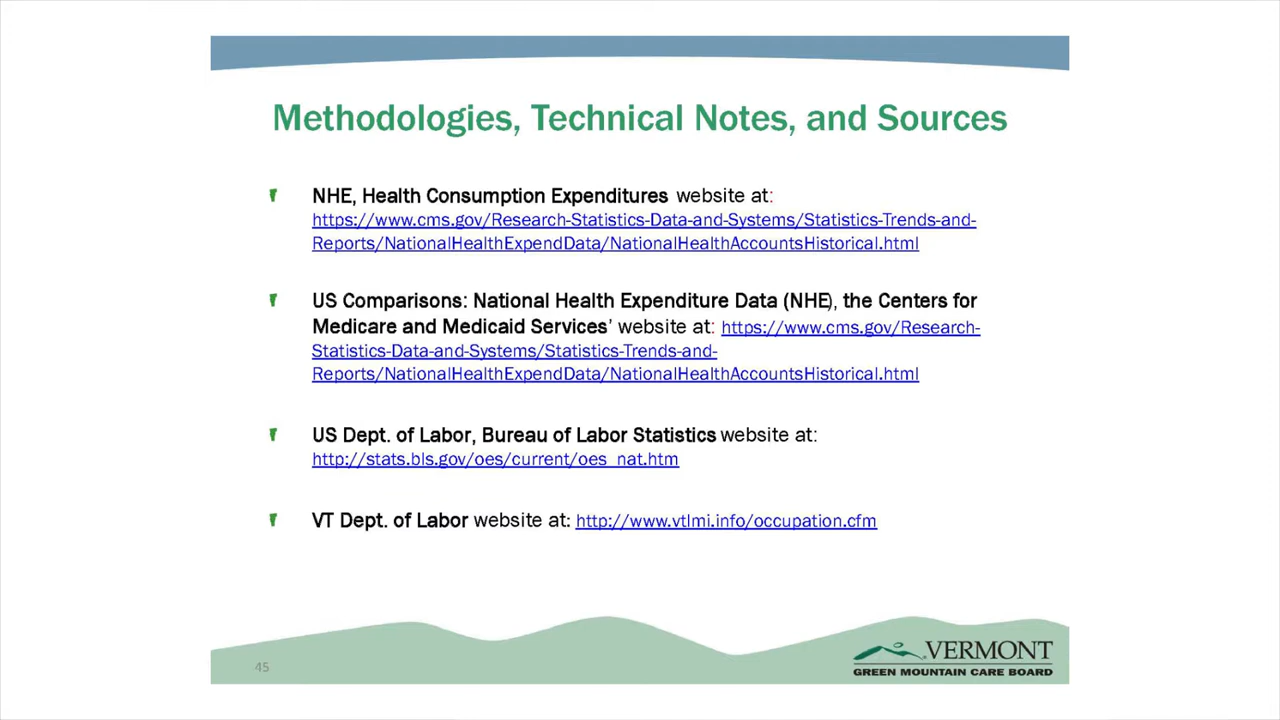 Methodologies, Technical Notes, and Sources
NHE, Health Consumption Expenditures website at:
https://www.cms.gov/Research-Statistics-Data-and-Systems/Statistics-Trends-and-
Reports/NationalHealthExpendData/NationalHealthAccountsHistorical.html
US Comparisons: National Health Expenditure Data (NHE), the Centers for
Medicare and Medicaid Services’ website at: https://www.cms.gov/Research-
Statistics-Data-and-Systems/Statistics-Trends-and-
Reports/NationalHealthExpendData/NationalHealthAccountsHistorical.html
US Dept. of Labor, Bureau of Labor Statistics website at:
http://stats.bls.gov/oes/current/oes_nat.htm
VT Dept. of Labor website at: http://www.vtlmi.info/occupation.cfm
45
VERMONT
GREEN MOUNTAIN CARE BOARD